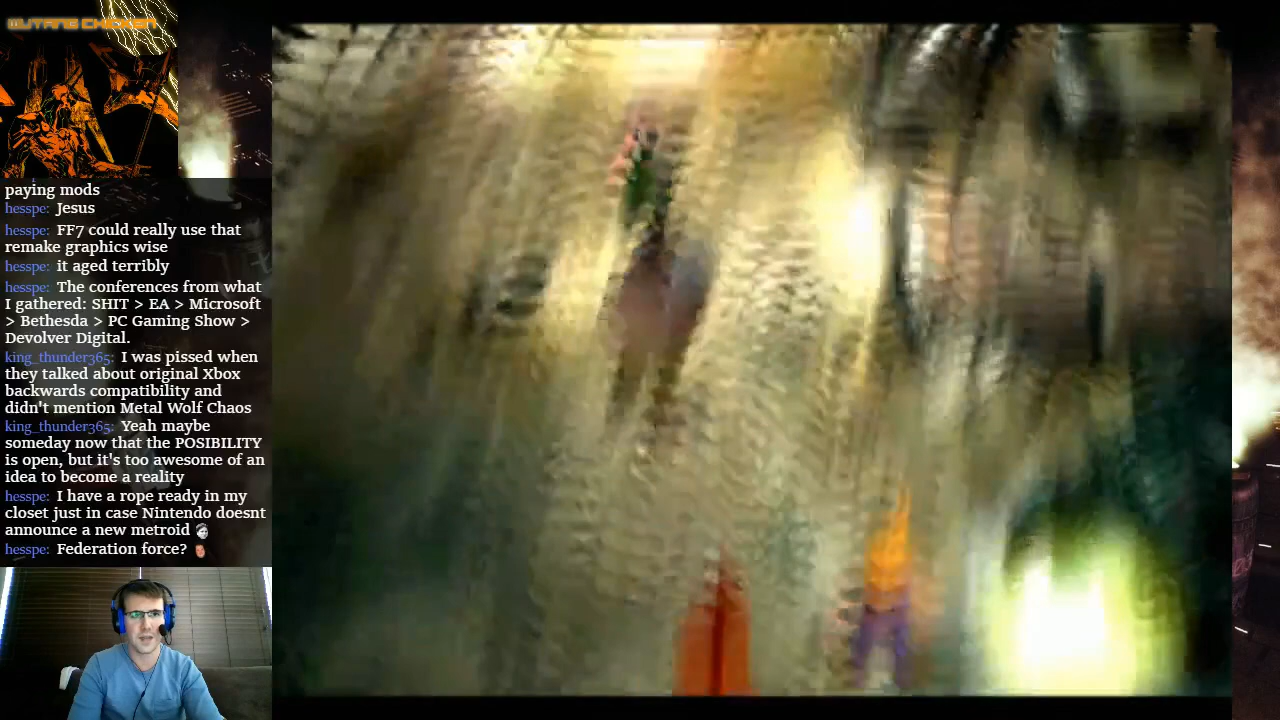 WUTANG CHICKEN
paying mods
hesspe: Jesus
hesspe: FF7 could really use that
remake graphics wise
hesspe: it aged terribly
hesspe: The conferences from what
I gathered: SHIT > EA > Microsoft
> Bethesda > PC Gaming Show >
Devolver Digital.
king_thunder365: I was pissed when
they talked about original Xbox
backwards compatibility and
didn't mention Metal Wolf Chaos
king_thunder365: Yeah maybe
someday now that the POSIBILITY
is open, but it's too awesome of an
idea to become a reality
hesspe: I have a rope ready in my
closet just in case Nintendo doesnt
announce a new metroid
hesspe: Federation force?